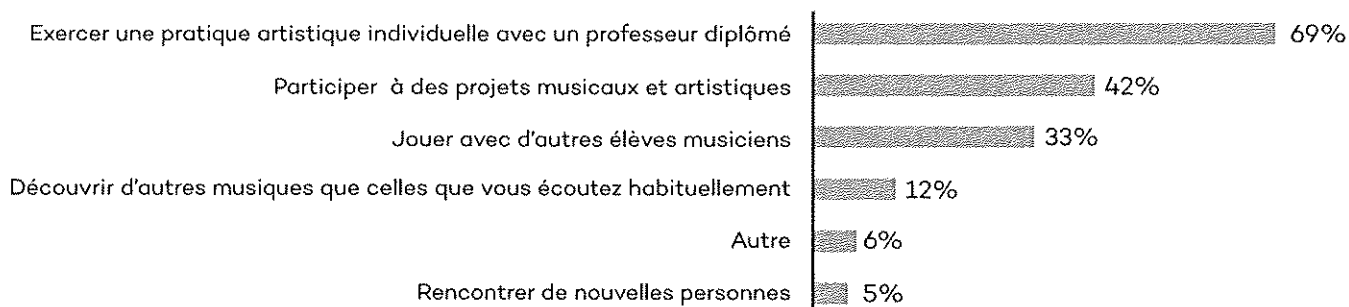 Exercer une pratique artistique individuelle avec un professeur diplômé 69%
Participer à des projets musicaux et artistiques 42%
Jouer avec d'autres élèves musiciens 33%
Découvrir d'autres musiques que celles que vous écoutez habituellement 12%
Autre 6%
Rencontrer de nouvelles personnes 5%